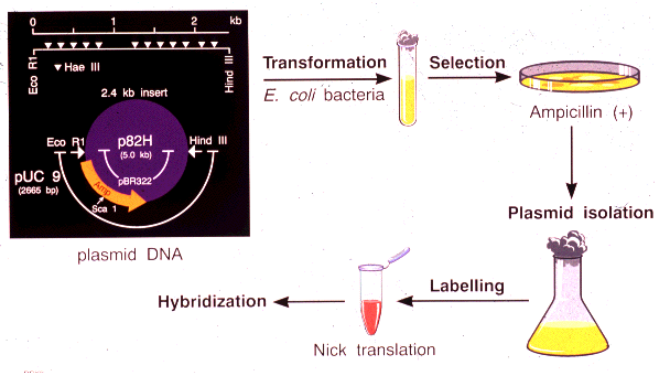 0 1 2 kb
Eco R1
Hae III
Hind III
2.4 kb insert
Eco R1
p82H
(5.0 kb)
Hind III
pUC 9
(2665 bp)
pBR322
Amp
Sca 1
plasmid DNA
Transformation
E. coli bacteria
Selection
Ampicillin (+)
Plasmid isolation
Labelling
Hybridization
Nick translation